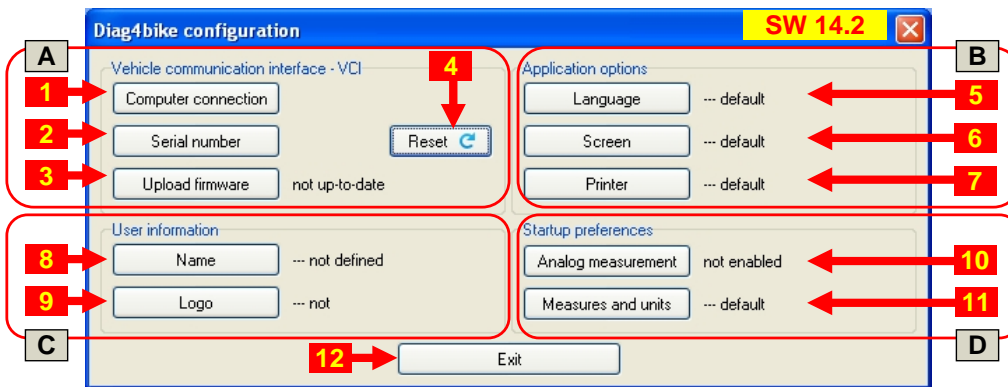 Diag4bike configuration
SW 14.2
A
Vehicle communication interface - VCI
4
1
Computer connection
2
Serial number
Reset
3
Upload firmware not up-to-date
B
Application options
Language --- default
5
Screen --- default
6
Printer --- default
7
User information
8
Name --- not defined
9
Logo --- not
C
Startup preferences
Analog measurement not enabled
10
Measures and units --- default
11
D
12
Exit